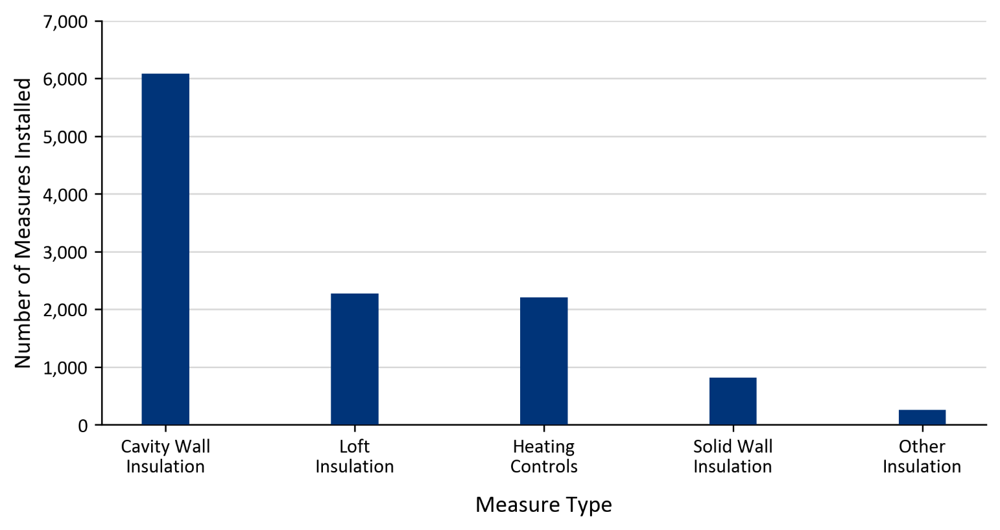 7,000
6,000
5,000
4,000
3,000
2,000
1,000
0
Number of Measures Installed
Cavity Wall
Insulation
Loft
Insulation
Heating
Controls
Solid Wall
Insulation
Other
Insulation
Measure Type